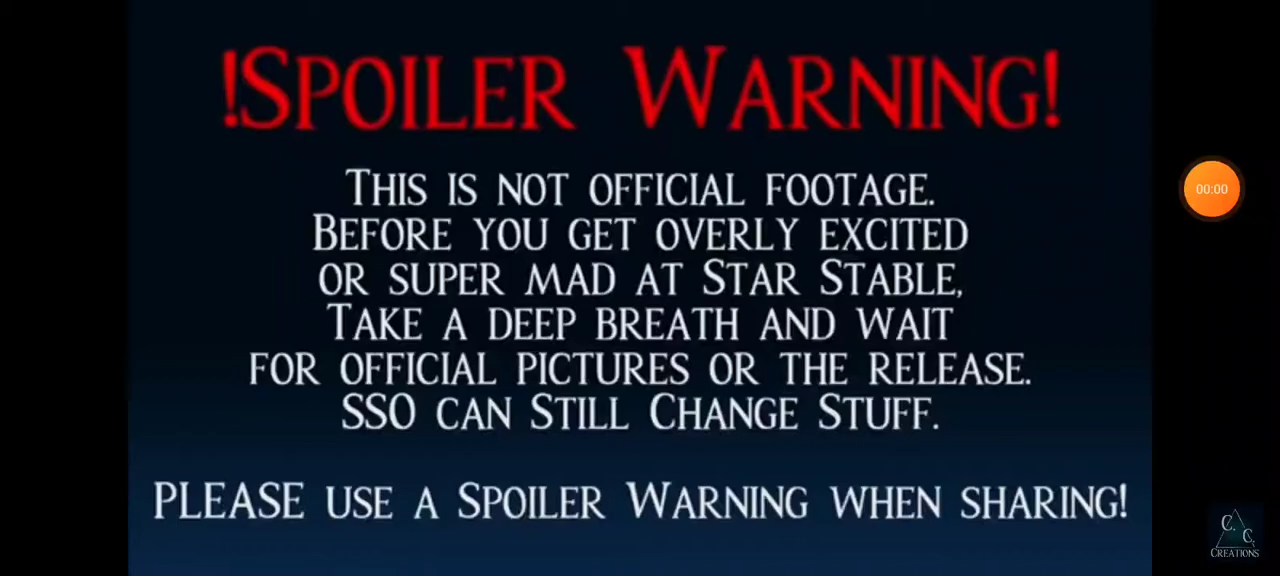 !Spoiler Warning!
This is not official footage.
Before you get overly excited
or super mad at Star Stable,
Take a deep breath and wait
for official pictures or the release.
SSO can Still Change Stuff.
PLEASE use a Spoiler Warning when sharing!
00:00
C. C.
Creations